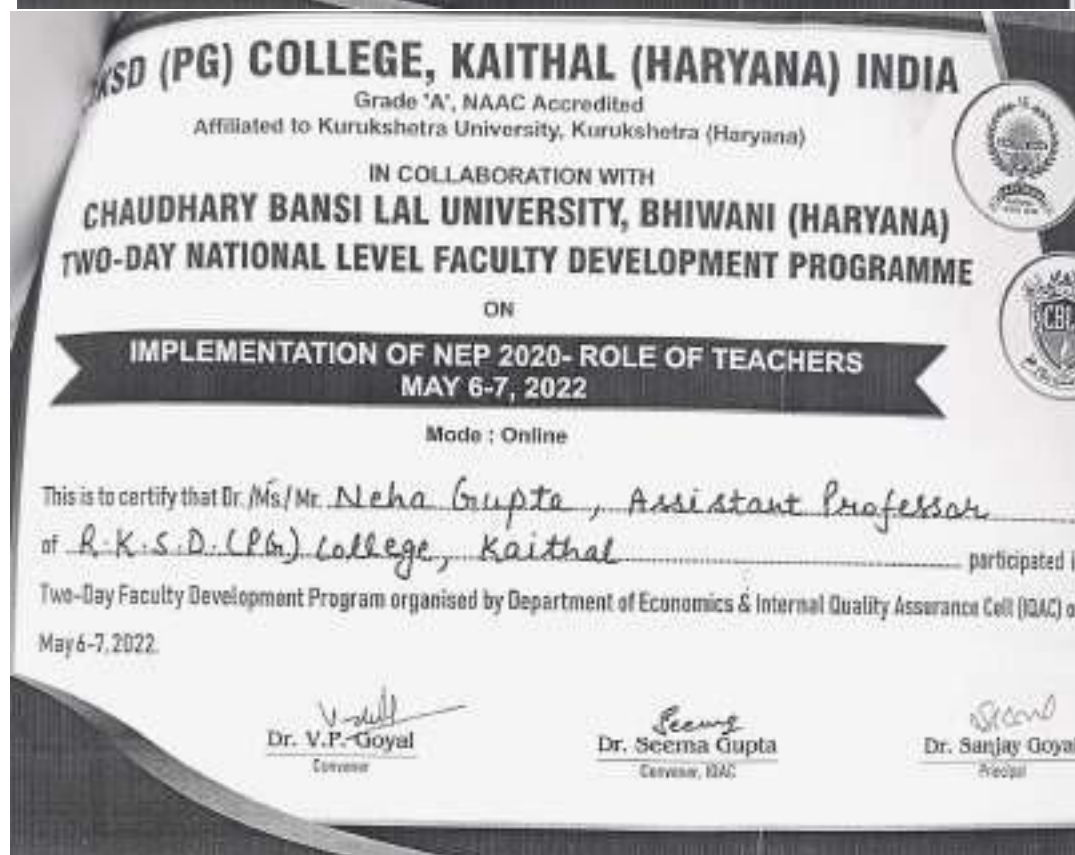 RKSD (PG) COLLEGE, KAITHAL (HARYANA) INDIA
Grade 'A', NAAC Accredited
Affiliated to Kurukshetra University, Kurukshetra (Haryana)
IN COLLABORATION WITH
CHAUDHARY BANSI LAL UNIVERSITY, BHIWANI (HARYANA)
TWO-DAY NATIONAL LEVEL FACULTY DEVELOPMENT PROGRAMME
ON
CBL
IMPLEMENTATION OF NEP 2020- ROLE OF TEACHERS
MAY 6-7, 2022
Mode : Online
This is to certify that Dr./Ms./Mr. Neha Gupta, Assistant Professor
of R.K.S.D. (PG) College, Kaithal participated i
Two-Day Faculty Development Program organised by Department of Economics & Internal Quality Assurance Cell (IQAC) o
May 6-7, 2022.
Seema
Dr. V.P. Goyal Dr. Seema Gupta Dr. Sanjay Goyal
Convener Convener, IQAC Principal